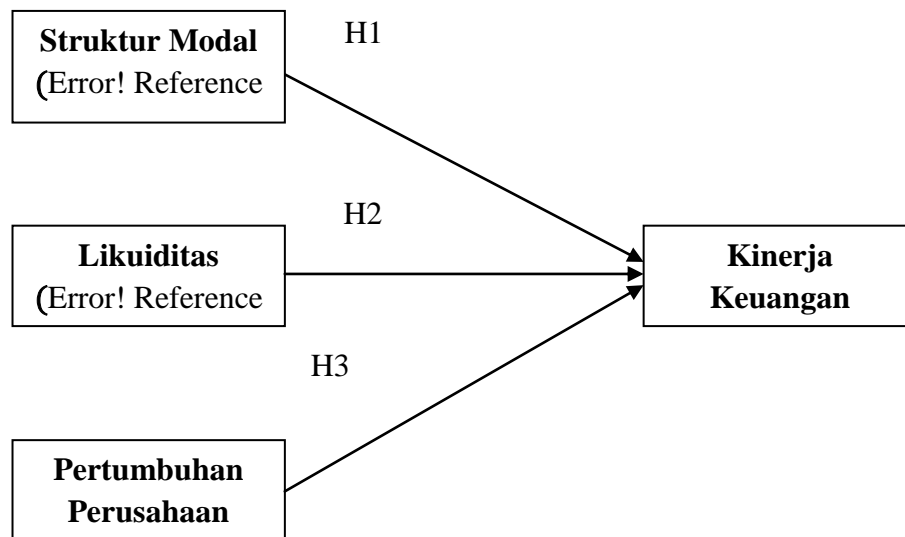 Struktur Modal
(Error! Reference
H1
H2
Likuiditas
(Error! Reference
Kinerja
Keuangan
H3
Pertumbuhan
Perusahaan